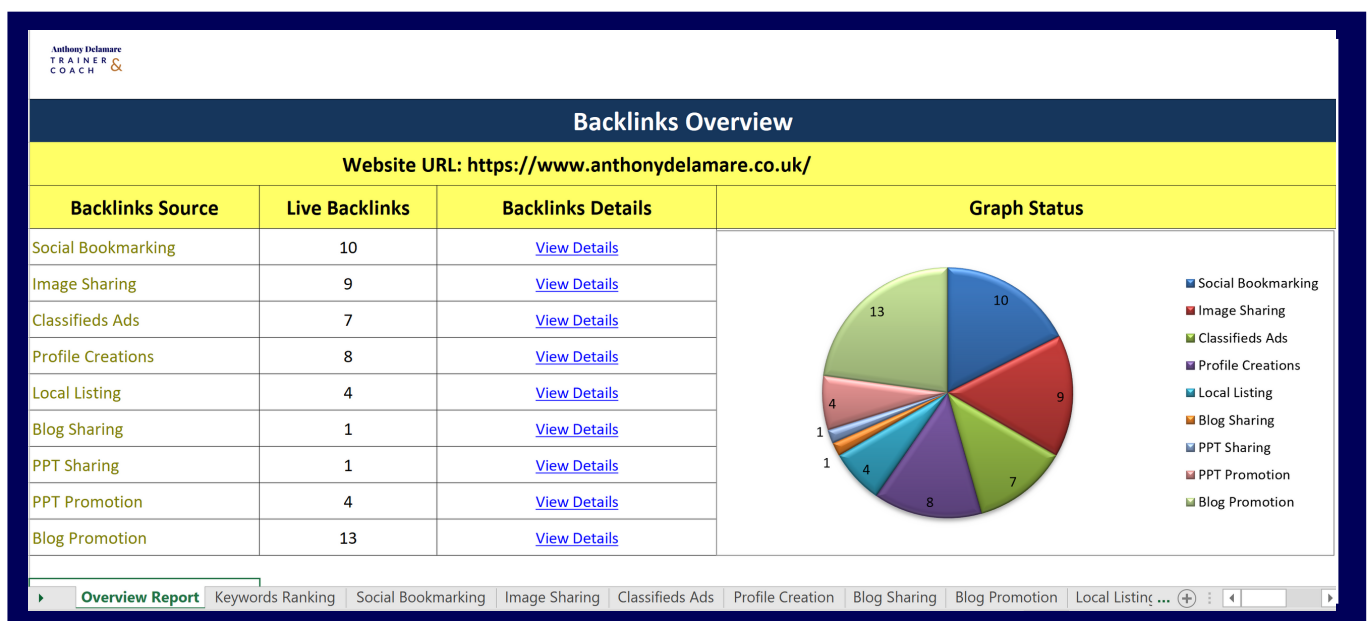 Anthony Delamare
TRAINER &
COACH
Backlinks Overview
Website URL: https://www.anthonydelamare.co.uk/
Backlinks Source Live Backlinks Backlinks Details Graph Status
Social Bookmarking 10 View Details
Image Sharing 9 View Details
Classifieds Ads 7 View Details
Profile Creations 8 View Details
Local Listing 4 View Details
Blog Sharing 1 View Details
PPT Sharing 1 View Details
PPT Promotion 4 View Details
Blog Promotion 13 View Details
10
9
7
8
4
1
1
4
13
Social Bookmarking
Image Sharing
Classifieds Ads
Profile Creations
Local Listing
Blog Sharing
PPT Sharing
PPT Promotion
Blog Promotion
Overview Report Keywords Ranking Social Bookmarking Image Sharing Classifieds Ads Profile Creation Blog Sharing Blog Promotion Local Listing ...